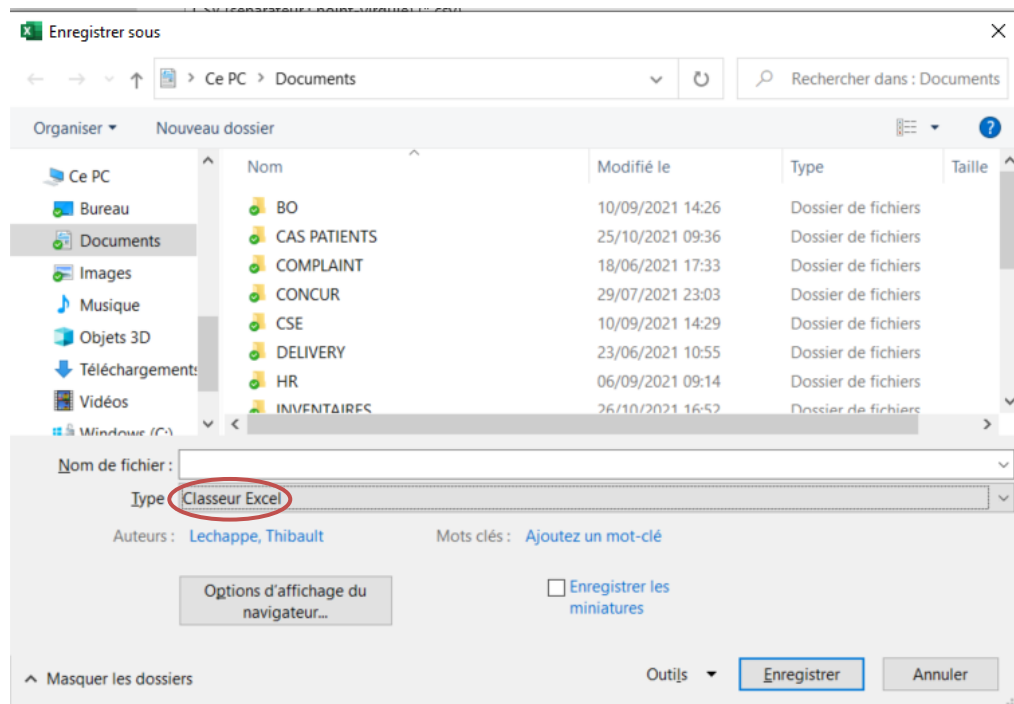 CSV (séparateur : point-virgule) (*.csv)
Enregistrer sous
Ce PC > Documents
Rechercher dans : Documents
Organiser
Nouveau dossier
Ce PC
Bureau
Documents
Images
Musique
Objets 3D
Téléchargements
Vidéos
Windows (C:)
Nom Modifié le Type Taille
BO 10/09/2021 14:26 Dossier de fichiers
CAS PATIENTS 25/10/2021 09:36 Dossier de fichiers
COMPLAINT 18/06/2021 17:33 Dossier de fichiers
CONCUR 29/07/2021 23:03 Dossier de fichiers
CSE 10/09/2021 14:29 Dossier de fichiers
DELIVERY 23/06/2021 10:55 Dossier de fichiers
HR 06/09/2021 09:14 Dossier de fichiers
INVENTAIRES 26/10/2021 16:52 Dossier de fichiers
Nom de fichier :
Type Classeur Excel
Auteurs : Lechappe, Thibault
Mots clés : Ajoutez un mot-clé
Options d'affichage du
navigateur...
Enregistrer les
miniatures
Masquer les dossiers
Outils
Enregistrer
Annuler